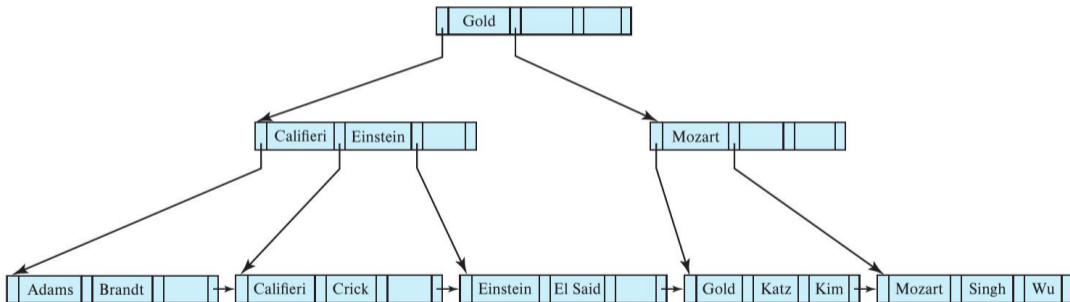 Gold
Califieri Einstein Mozart
Adams Brandt Califieri Crick Einstein El Said Gold Katz Kim Mozart Singh Wu